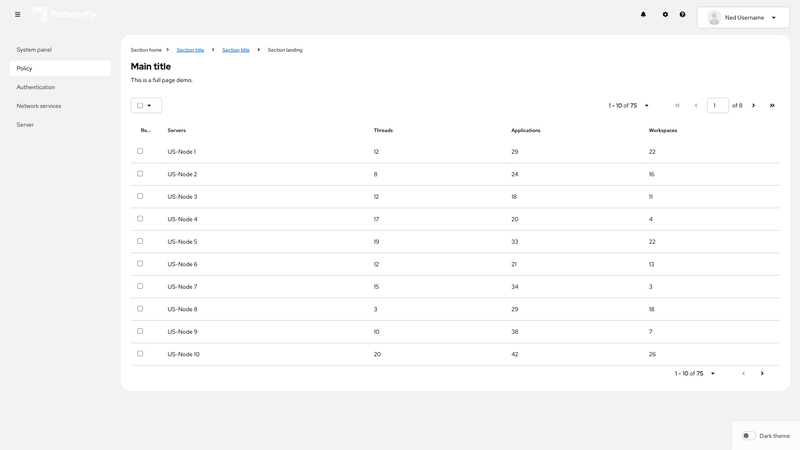 PatternFly
Ned Username
System panel
Policy
Authentication
Network services
Server
Section home
Section title
Section title
Section landing
Main title
This is a full page demo.
1 - 10 of 75
1
of 8
Ro... Servers Threads Applications Workspaces
US-Node 1 12 29 22
US-Node 2 8 24 16
US-Node 3 12 18 11
US-Node 4 17 20 4
US-Node 5 19 33 22
US-Node 6 12 21 13
US-Node 7 15 34 3
US-Node 8 3 29 18
US-Node 9 10 38 7
US-Node 10 20 42 26
1 - 10 of 75
Dark theme